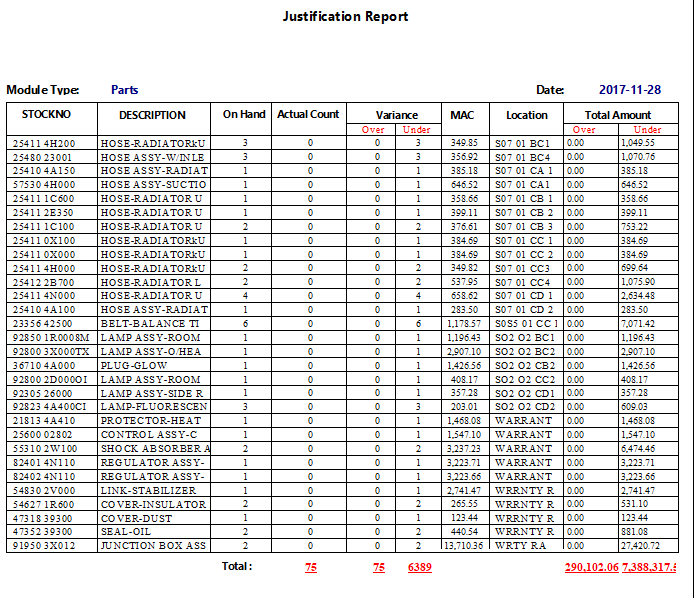 Justification Report
Module Type: Parts Date: 2017-11-28
STOCKNO DESCRIPTION On Hand Actual Count Variance MAC Location Total Amount
Over Under Over Under
25411 4H200 HOSE-RADIATORkU 3 0 0 3 349.85 S07 01 BC1 0.00 1,049.55
25480 23001 HOSE ASSY-W/INLE 3 0 0 3 356.92 S07 01 BC4 0.00 1,070.76
25410 4A150 HOSE ASSY-RADIAT 1 0 0 1 385.18 S07 01 CA 1 0.00 385.18
57530 4H000 HOSE ASSY-SUCTIO 1 0 0 1 646.52 S07 01 CA1 0.00 646.52
25411 1C600 HOSE-RADIATOR U 1 0 0 1 358.66 S07 01 CB 1 0.00 358.66
25411 2E350 HOSE-RADIATOR U 1 0 0 1 399.11 S07 01 CB 2 0.00 399.11
25411 1C100 HOSE-RADIATOR U 2 0 0 2 376.61 S07 01 CB 3 0.00 753.22
25411 0X100 HOSE-RADIATORkU 1 0 0 1 384.69 S07 01 CC 1 0.00 384.69
25411 0X000 HOSE-RADIATORkU 1 0 0 1 384.69 S07 01 CC 2 0.00 384.69
25411 4H000 HOSE-RADIATORkU 2 0 0 2 349.82 S07 01 CC3 0.00 699.64
25412 2B700 HOSE-RADIATOR L 2 0 0 2 537.95 S07 01 CC4 0.00 1,075.90
25411 4N000 HOSE-RADIATOR U 4 0 0 4 658.62 S07 01 CD 1 0.00 2,634.48
25410 4A100 HOSE ASSY-RADIAT 1 0 0 1 283.50 S07 01 CD 2 0.00 283.50
23356 42500 BELT-BALANCE TI 6 0 0 6 1,178.57 S0S5 01 CC 1 0.00 7,071.42
92850 1R0008M LAMP ASSY-ROOM 1 0 0 1 1,196.43 SO2 O2 BC1 0.00 1,196.43
92800 3X000TX LAMP ASSY-O/HEA 1 0 0 1 2,907.10 SO2 O2 BC2 0.00 2,907.10
36710 4A000 PLUG-GLOW 1 0 0 1 1,426.56 SO2 O2 CB2 0.00 1,426.56
92800 2D000OI LAMP ASSY-ROOM 1 0 0 1 408.17 SO2 O2 CC2 0.00 408.17
92305 26000 LAMP ASSY-SIDE R 1 0 0 1 357.28 SO2 O2 CD1 0.00 357.28
92823 4A400CI LAMP-FLUORESCEN 3 0 0 3 203.01 SO2 O2 CD2 0.00 609.03
21813 4A410 PROTECTOR-HEAT 1 0 0 1 1,468.08 WARRANT 0.00 1,468.08
25600 02802 CONTROL ASSY-C 1 0 0 1 1,547.10 WARRANT 0.00 1,547.10
55310 2W100 SHOCK ABSORBER A 2 0 0 2 3,237.23 WARRANT 0.00 6,474.46
82401 4N110 REGULATOR ASSY- 1 0 0 1 3,223.71 WARRANT 0.00 3,223.71
82402 4N110 REGULATOR ASSY- 1 0 0 1 3,223.66 WARRANT 0.00 3,223.66
54830 2V000 LINK-STABILIZER 1 0 0 1 2,741.47 WRRNTY R 0.00 2,741.47
54627 1R600 COVER-INSULATOR 2 0 0 2 265.55 WRRNTY R 0.00 531.10
47318 39300 COVER-DUST 1 0 0 1 123.44 WRRNTY R 0.00 123.44
47352 39300 SEAL-OIL 2 0 0 2 440.54 WRRNTY R 0.00 881.08
91950 3X012 JUNCTION BOX ASS 2 0 0 2 13,710.36 WRTY RA 0.00 27,420.72
Total : 75 75 6389 290,102.06 7,388,317.5